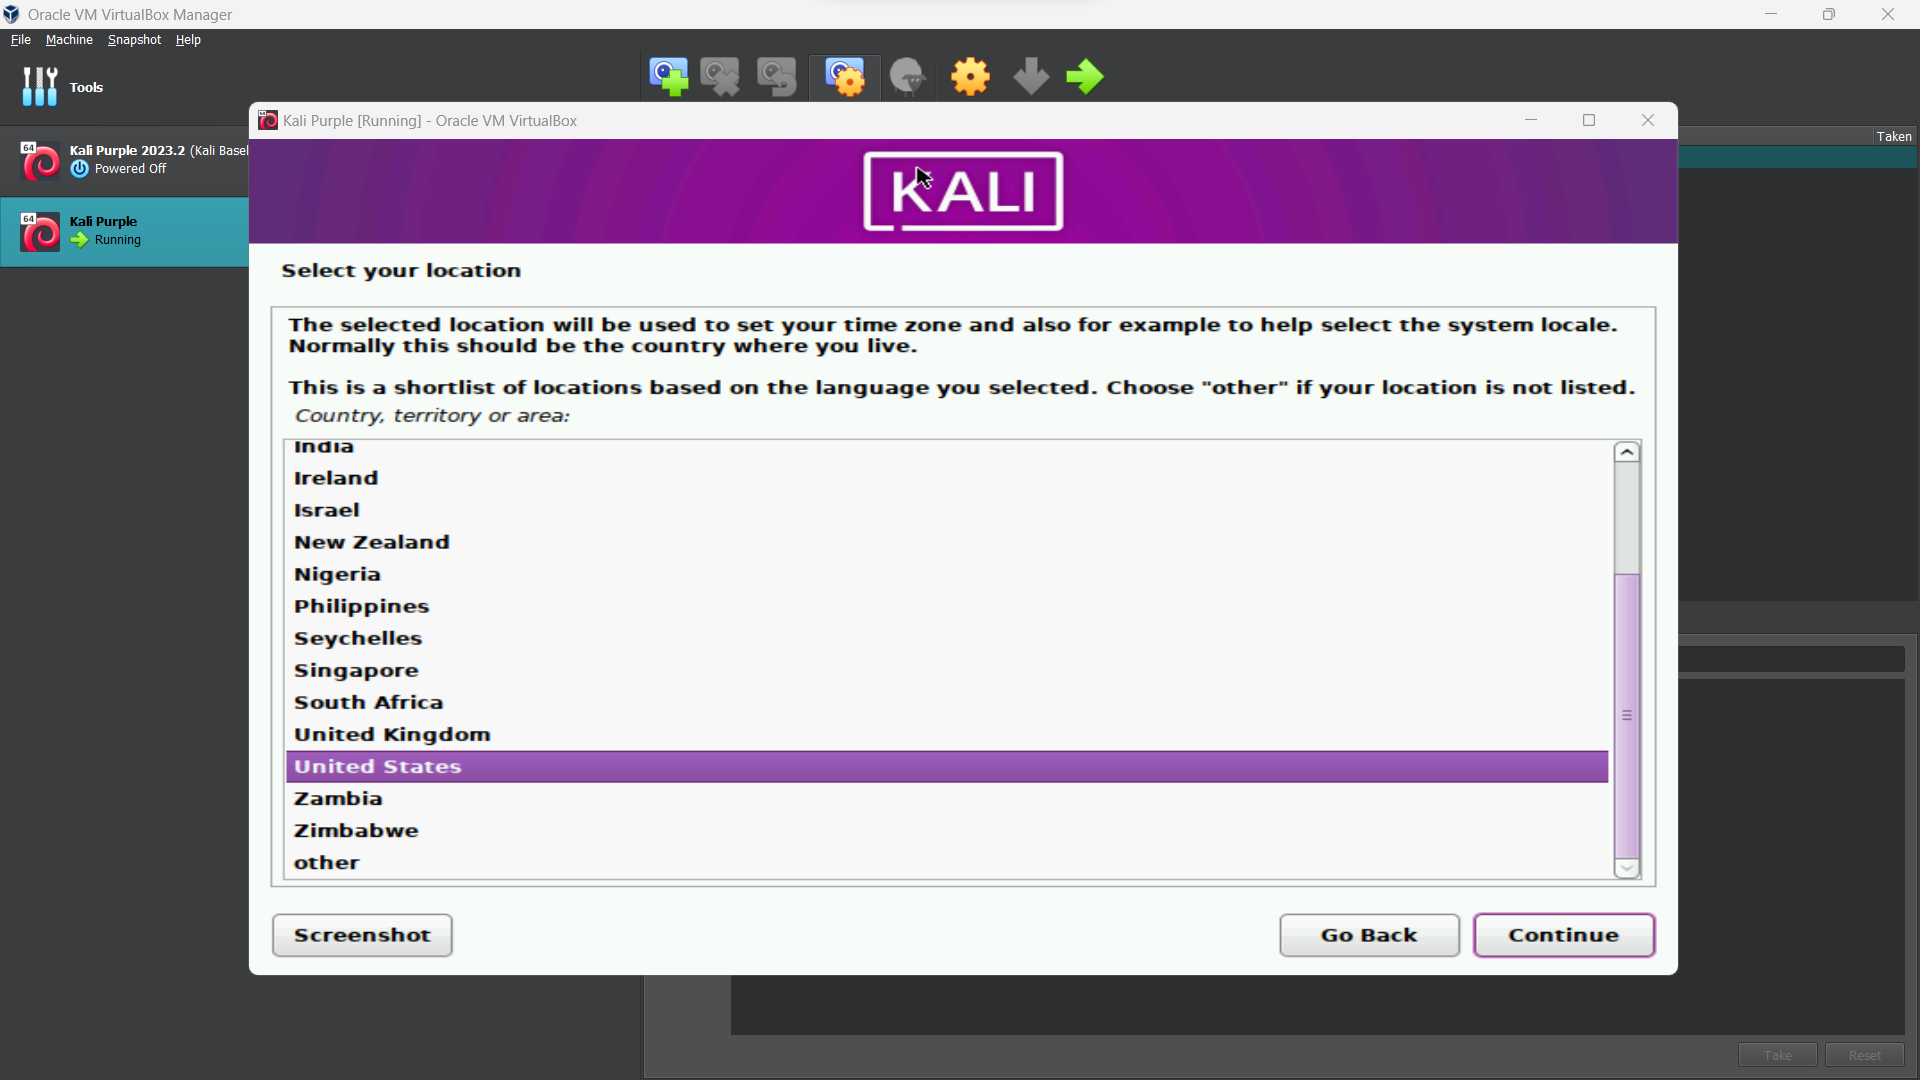 Oracle VM VirtualBox Manager
File Machine Snapshot Help
Tools
Taken
64
Kali Purple 2023.2 (Kali Basel
Powered Off
64
Kali Purple
Running
Kali Purple [Running] - Oracle VM VirtualBox
KALI
Select your location
The selected location will be used to set your time zone and also for example to help select the system locale.
Normally this should be the country where you live.
This is a shortlist of locations based on the language you selected. Choose "other" if your location is not listed.
Country, territory or area:
India
Ireland
Israel
New Zealand
Nigeria
Philippines
Seychelles
Singapore
South Africa
United Kingdom
United States
Zambia
Zimbabwe
other
Screenshot
Go Back Continue
Take Reset